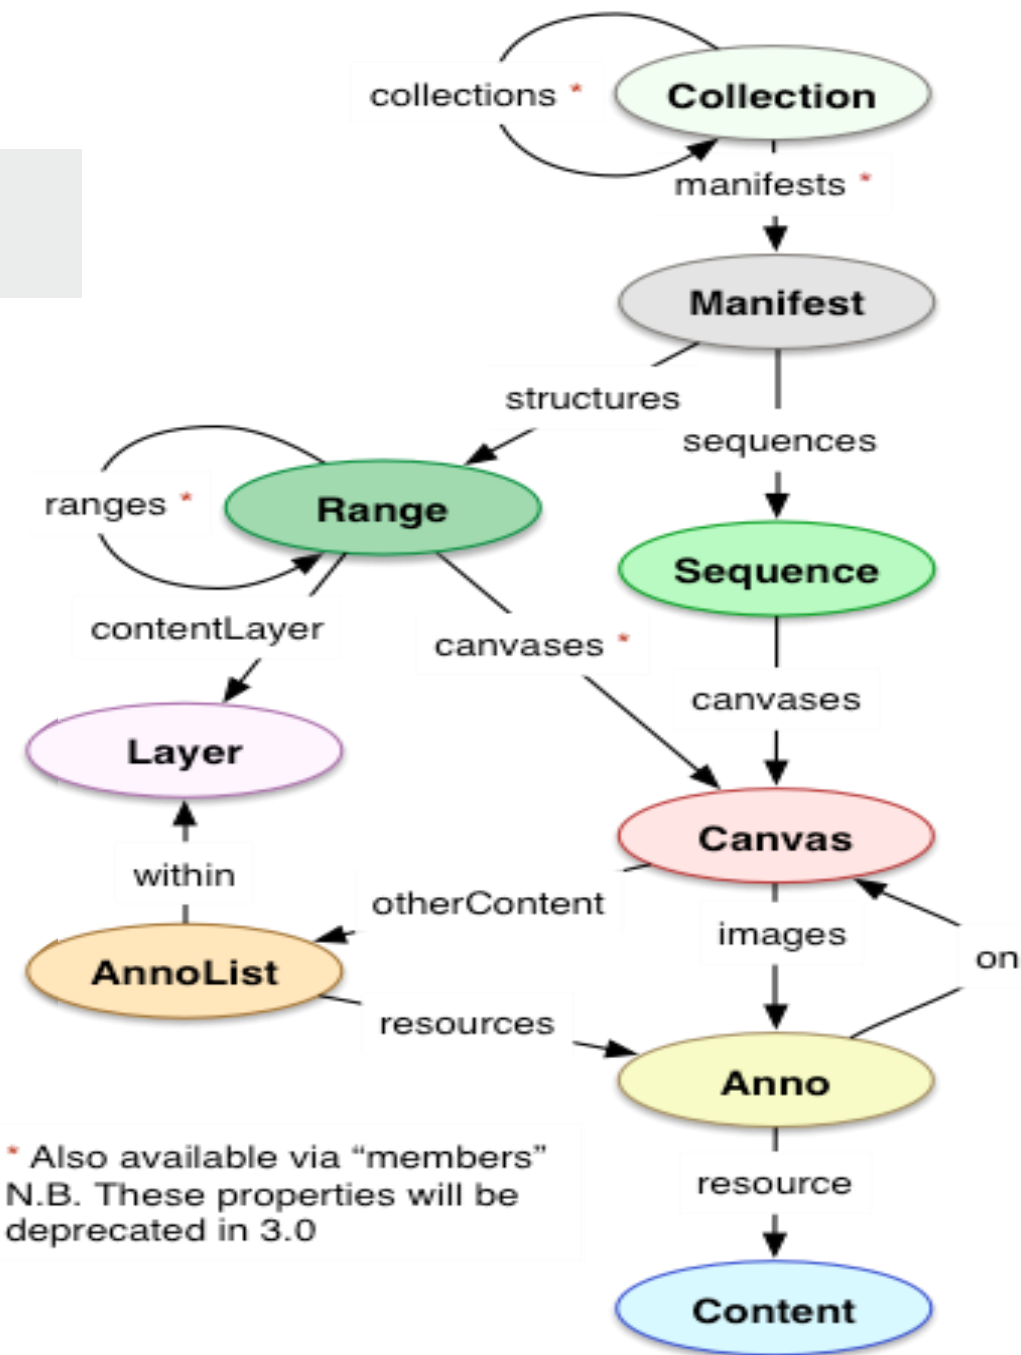 collections *
Collection
manifests *
Manifest
structures
sequences
ranges *
Range
Sequence
contentLayer
canvases *
canvases
Layer
Canvas
within
otherContent
images
on
AnnoList
resources
Anno
* Also available via “members”
N.B. These properties will be
deprecated in 3.0
resource
Content